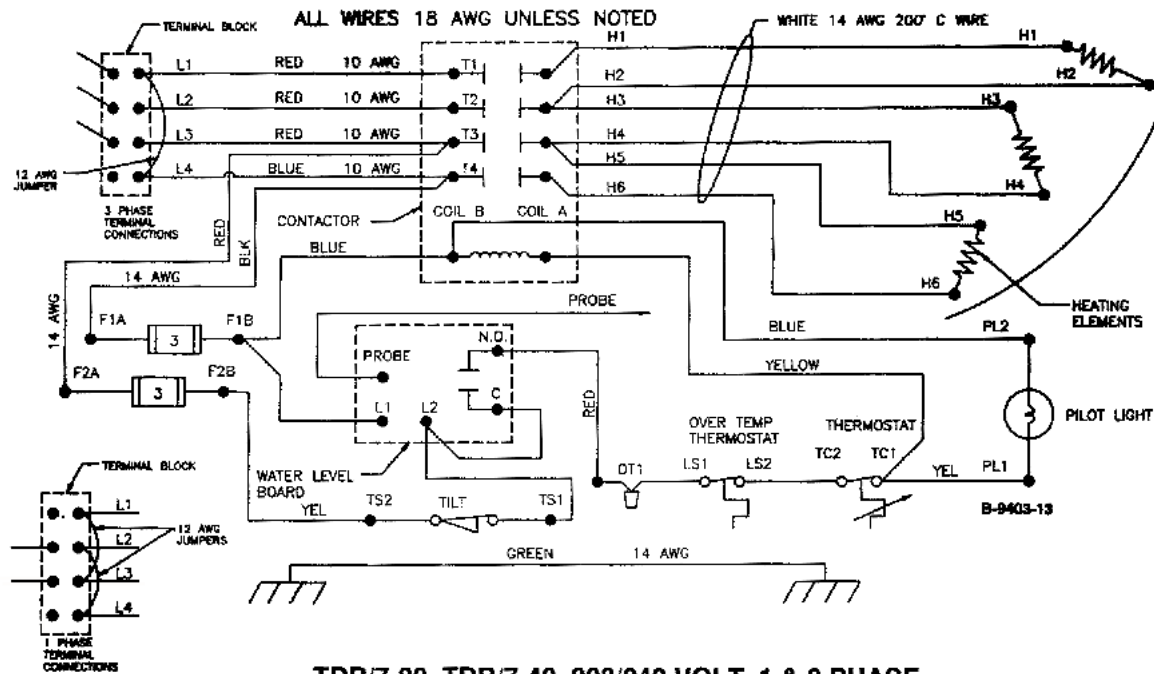 ALL WIRES 18 AWG UNLESS NOTED
TERMINAL BLOCK
WHITE 14 AWG 200° C WIRE
L1 RED 10 AWG T1 H1 H1
H2 H2
L2 RED 10 AWG T2 H3 H3
L3 RED 10 AWG T3 H4
H5
L4 BLUE 10 AWG T4 H6 H4
12 AWG
JUMPER
3 PHASE
TERMINAL
CONNECTIONS
CONTACTOR
COIL B COIL A
H5
RED
BLK
BLUE
14 AWG
14 AWG
H6
HEATING
ELEMENTS
PROBE
F1A 3 F1B
N.O.
BLUE
PL2
PROBE
YELLOW
F2A 3 F2B
L1 L2 C
RED
PILOT LIGHT
OVER TEMP
THERMOSTAT
THERMOSTAT
WATER LEVEL
BOARD
OT1 LS1 LS2 TC2 TC1 YEL PL1
B-9403-13
YEL TS2 TILT TS1
GREEN 14 AWG
TERMINAL BLOCK
L1
12 AWG
JUMPERS
L2
L3
L4
1 PHASE
TERMINAL
CONNECTIONS